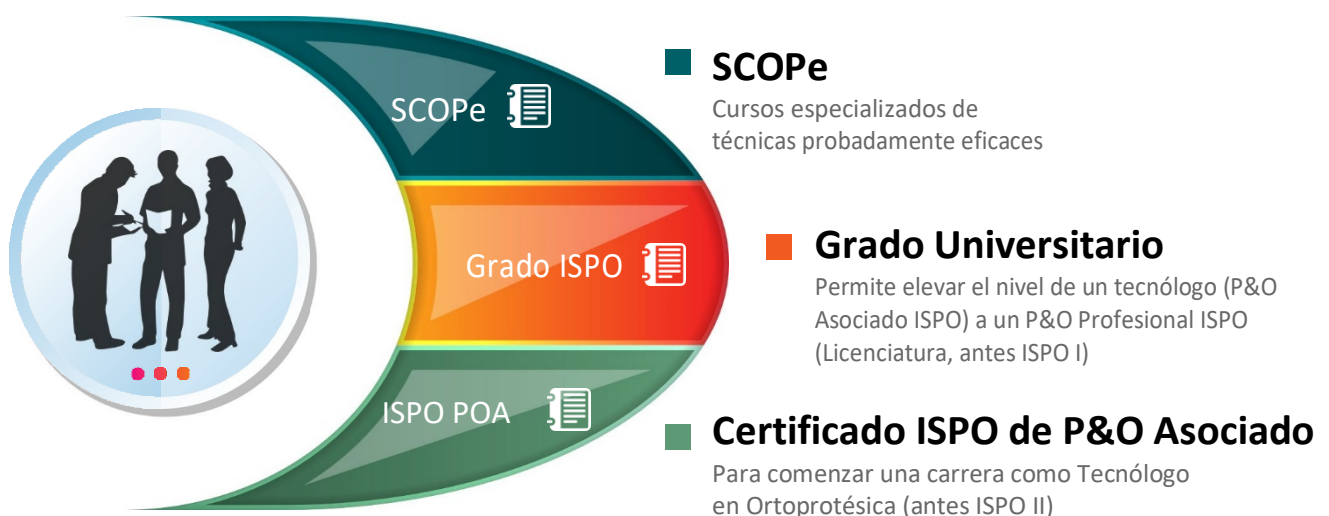 SCOPe
SCOPe
Cursos especializados de
técnicas probadamente eficaces
Grado ISPO
Grado Universitario
Permite elevar el nivel de un tecnólogo (P&O
Asociado ISPO) a un P&O Profesional ISPO
(Licenciatura, antes ISPO I)
ISPO POA
Certificado ISPO de P&O Asociado
Para comenzar una carrera como Tecnólogo
en Ortoprotésica (antes ISPO II)